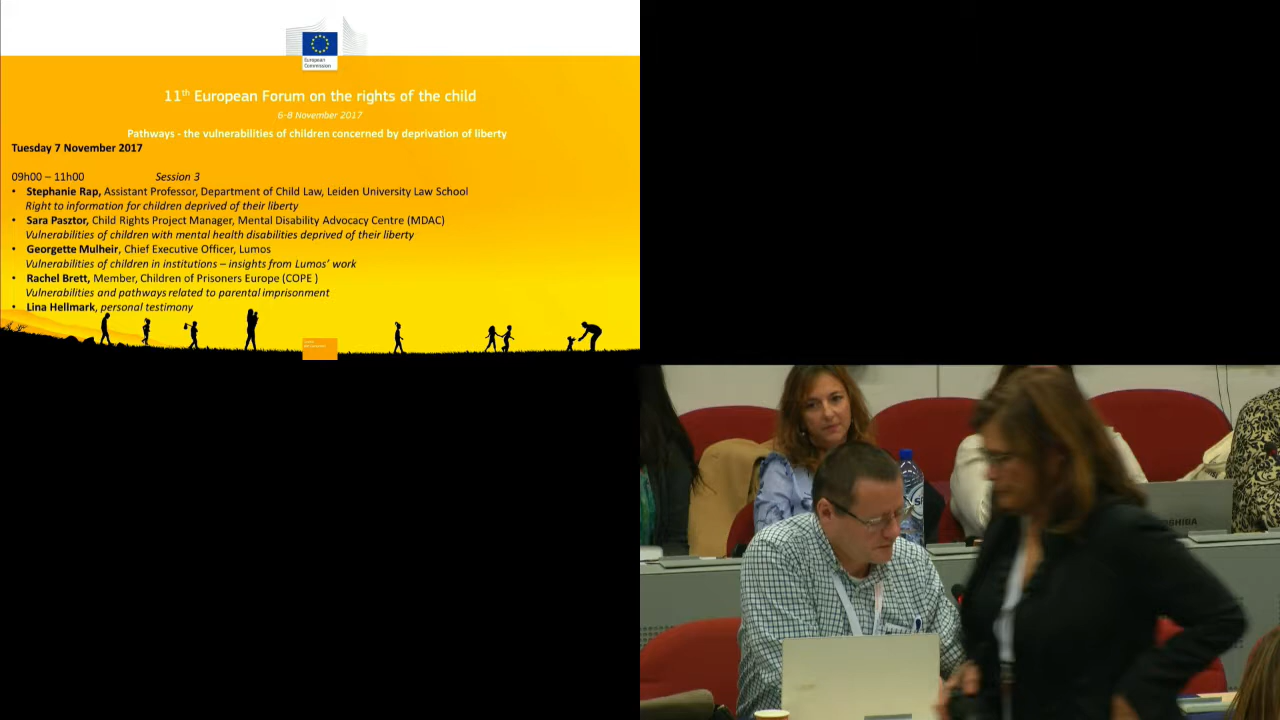 European
Commission
11th European Forum on the rights of the child
6-8 November 2017
Pathways - the vulnerabilities of children concerned by deprivation of liberty
Tuesday 7 November 2017
09h00 – 11h00 Session 3
• Stephanie Rap, Assistant Professor, Department of Child Law, Leiden University Law School
Right to information for children deprived of their liberty
• Sara Pasztor, Child Rights Project Manager, Mental Disability Advocacy Centre (MDAC)
Vulnerabilities of children with mental health disabilities deprived of their liberty
• Georgette Mulheir, Chief Executive Officer, Lumos
Vulnerabilities of children in institutions – insights from Lumos' work
• Rachel Brett, Member, Children of Prisoners Europe (COPE )
Vulnerabilities and pathways related to parental imprisonment
• Lina Hellmark, personal testimony
TOSHIBA